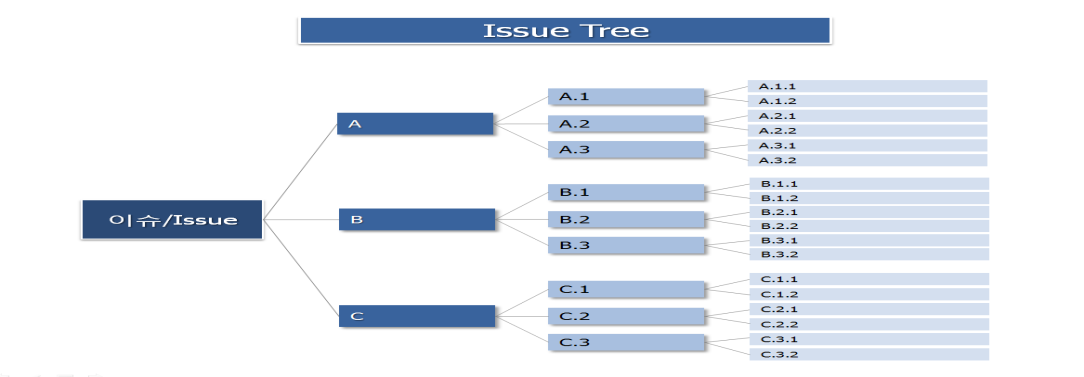 Issue Tree
이슈/Issue
A
A.1
A.1.1
A.1.2
A.2
A.2.1
A.2.2
A.3
A.3.1
A.3.2
B
B.1
B.1.1
B.1.2
B.2
B.2.1
B.2.2
B.3
B.3.1
B.3.2
C
C.1
C.1.1
C.1.2
C.2
C.2.1
C.2.2
C.3
C.3.1
C.3.2